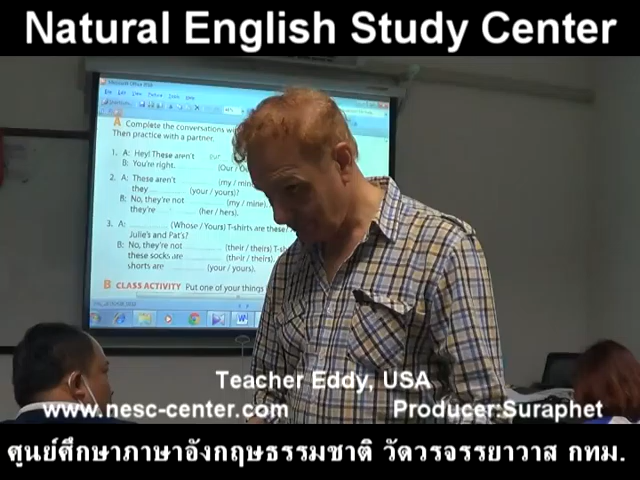 Natural English Study Center
Microsoft Office
A Complete the conversations
Then practice with a partner.
1. A: Hey! These aren't our
B: You're right. (Our /
2. A: These aren't (my / mine
they (your / yours)?
B: No, they're not (my / mine).
they're (her / hers).
3. A: (Whose / Yours) T-shirts are these?
Julie's and Pat's?
B: No, they're not (their / theirs)
these socks are (their / theirs).
shorts are (your / yours).
B CLASS ACTIVITY Put one of your things
Teacher Eddy, USA
www.nesc-center.com Producer:Suraphet
ศูนย์ศึกษาภาษาอังกฤษธรรมชาติ วัดวรจรรยาวาส กทม.